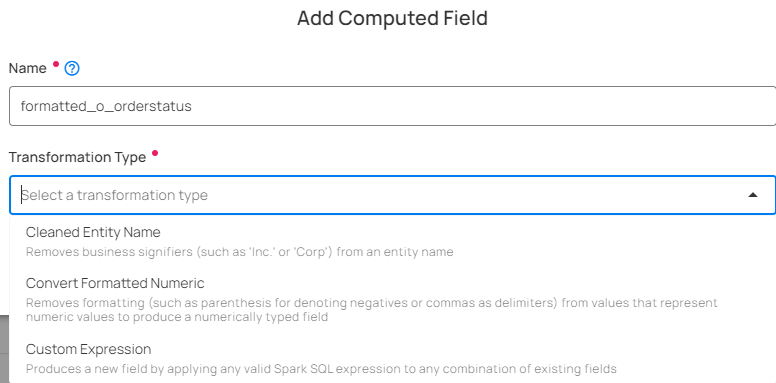 Add Computed Field
Name
formatted_o_orderstatus
Transformation Type
Select a transformation type
Cleaned Entity Name
Removes business signifiers (such as 'Inc.' or 'Corp') from an entity name
Convert Formatted Numeric
Removes formatting (such as parenthesis for denoting negatives or commas as delimiters) from values that represent
numeric values to produce a numerically typed field
Custom Expression
Produces a new field by applying any valid Spark SQL expression to any combination of existing fields